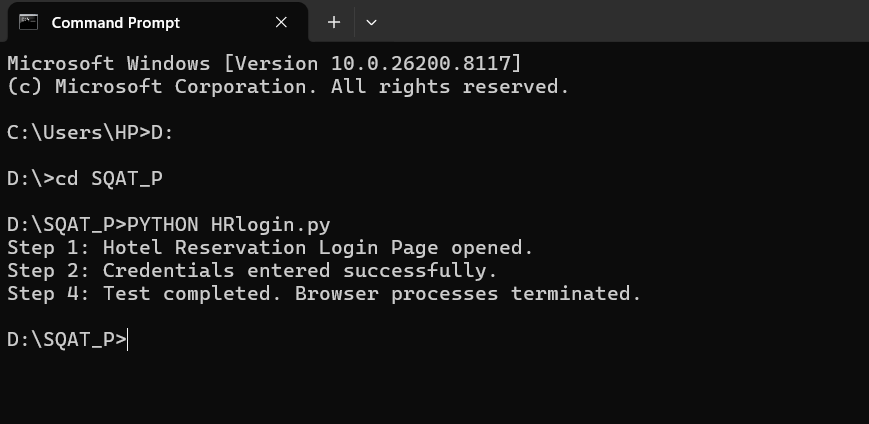 Command Prompt
Microsoft Windows [Version 10.0.26200.8117]
(c) Microsoft Corporation. All rights reserved.
C:\Users\HP>D:
D:\>cd SQAT_P
D:\SQAT_P>PYTHON HRlogin.py
Step 1: Hotel Reservation Login Page opened.
Step 2: Credentials entered successfully.
Step 4: Test completed. Browser processes terminated.
D:\SQAT_P>